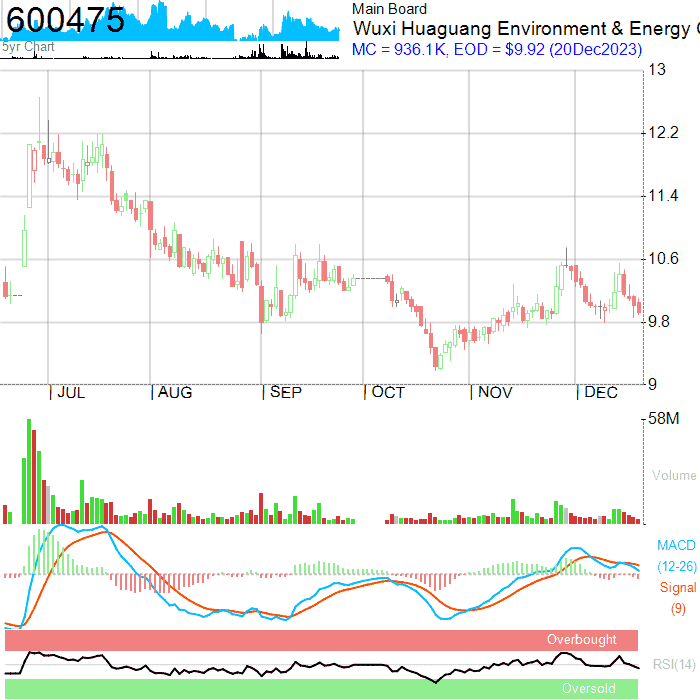 600475
5yr Chart
Main Board
Wuxi Huaguang Environment & Energy
MC = 936.1K, EOD = $9.92 (20Dec2023)
13
12.2
11.4
10.6
9.8
9
JUL AUG SEP OCT NOV DEC
58M
Volume
MACD
(12-26)
Signal
(9)
Overbought
RSI(14)
Oversold